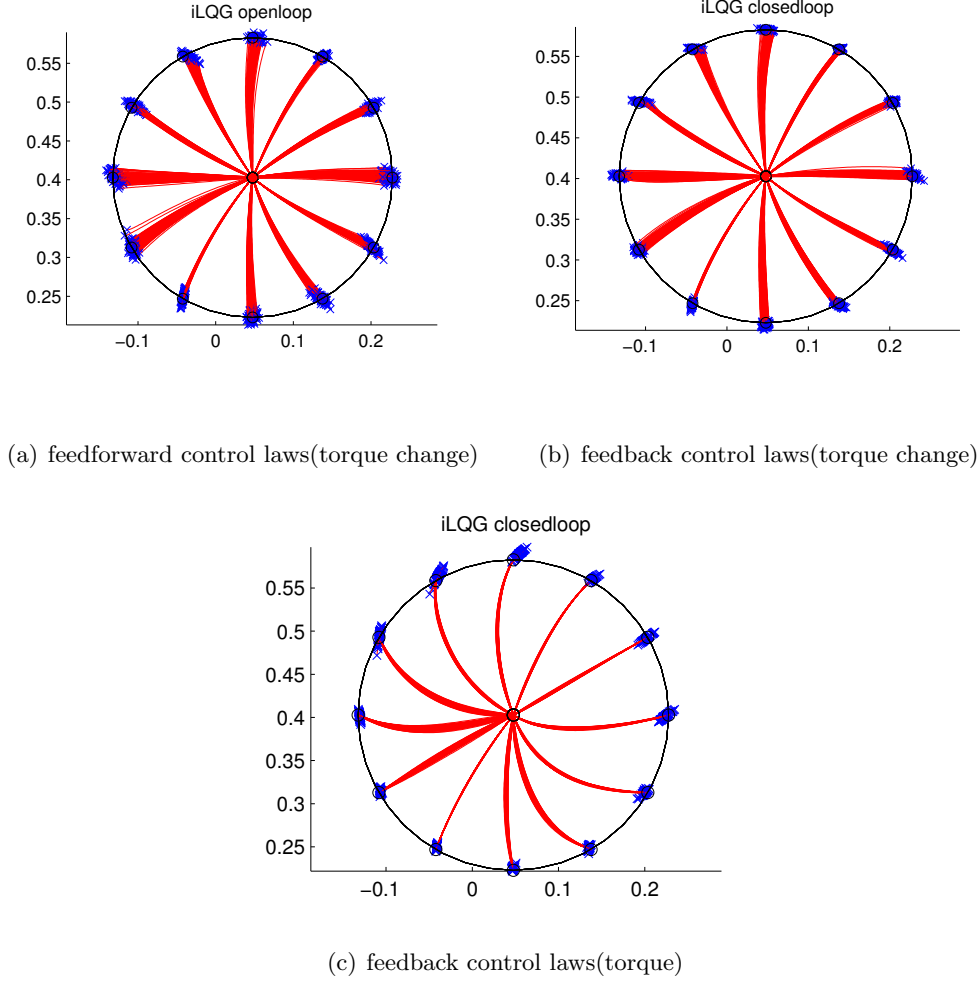 iLQG openloop
0.55
0.5
0.45
0.4
0.35
0.3
0.25
−0.1 0 0.1 0.2
(a) feedforward control laws(torque change)
iLQG closedloop
0.55
0.5
0.45
0.4
0.35
0.3
0.25
−0.1 0 0.1 0.2
(b) feedback control laws(torque change)
iLQG closedloop
0.55
0.5
0.45
0.4
0.35
0.3
0.25
−0.1 0 0.1 0.2
(c) feedback control laws(torque)